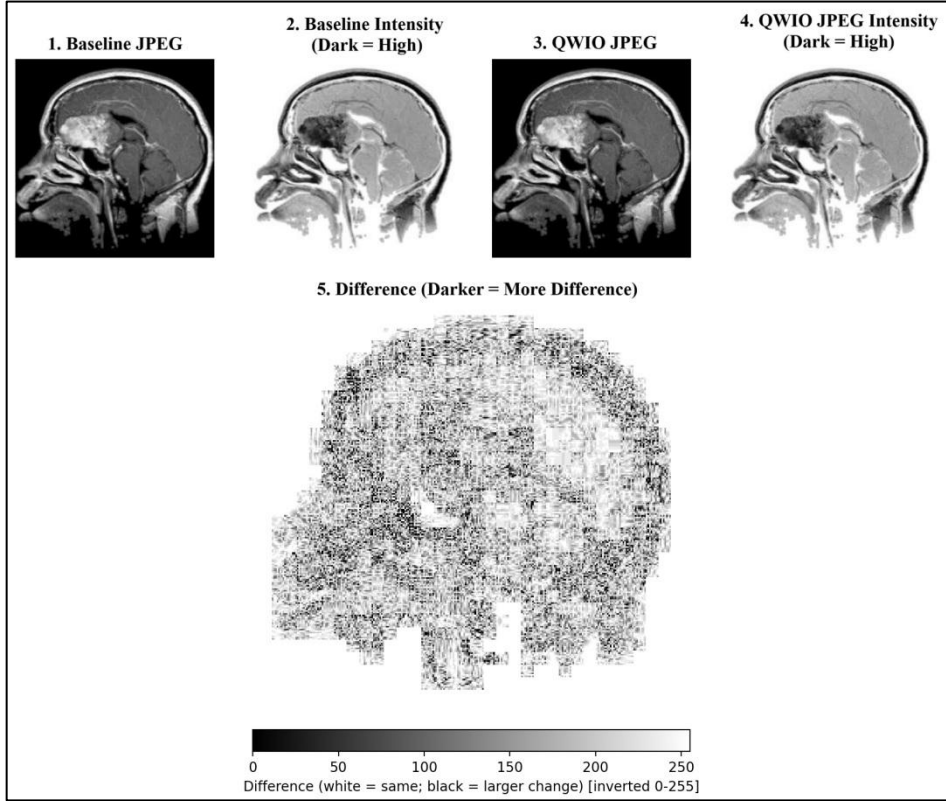 1. Baseline JPEG
2. Baseline Intensity
(Dark = High)
3. QWIO JPEG
4. QWIO JPEG Intensity
(Dark = High)
5. Difference (Darker = More Difference)
0 50 100 150 200 250
Difference (white = same; black = larger change) [inverted 0-255]